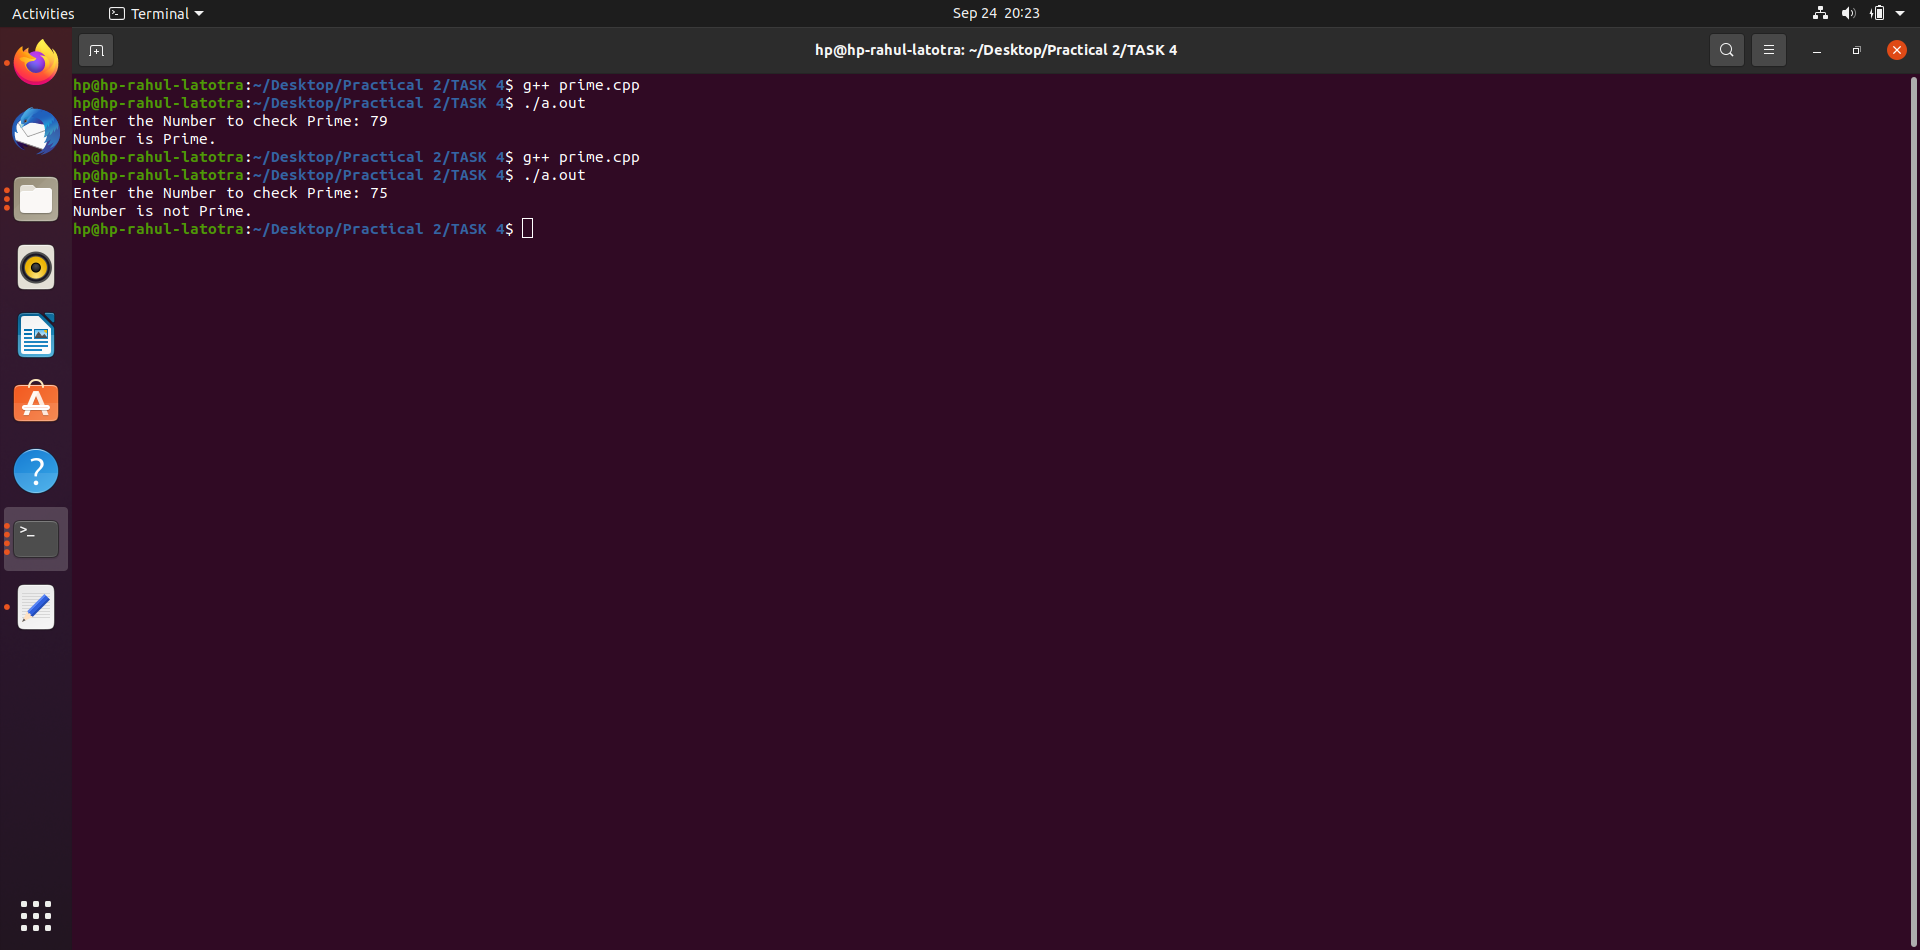 Activities
Terminal
Sep 24 20:23
hp@hp-rahul-latotra: ~/Desktop/Practical 2/TASK 4
hp@hp-rahul-latotra:~/Desktop/Practical 2/TASK 4$ g++ prime.cpp
hp@hp-rahul-latotra:~/Desktop/Practical 2/TASK 4$ ./a.out
Enter the Number to check Prime: 79
Number is Prime.
hp@hp-rahul-latotra:~/Desktop/Practical 2/TASK 4$ g++ prime.cpp
hp@hp-rahul-latotra:~/Desktop/Practical 2/TASK 4$ ./a.out
Enter the Number to check Prime: 75
Number is not Prime.
hp@hp-rahul-latotra:~/Desktop/Practical 2/TASK 4$